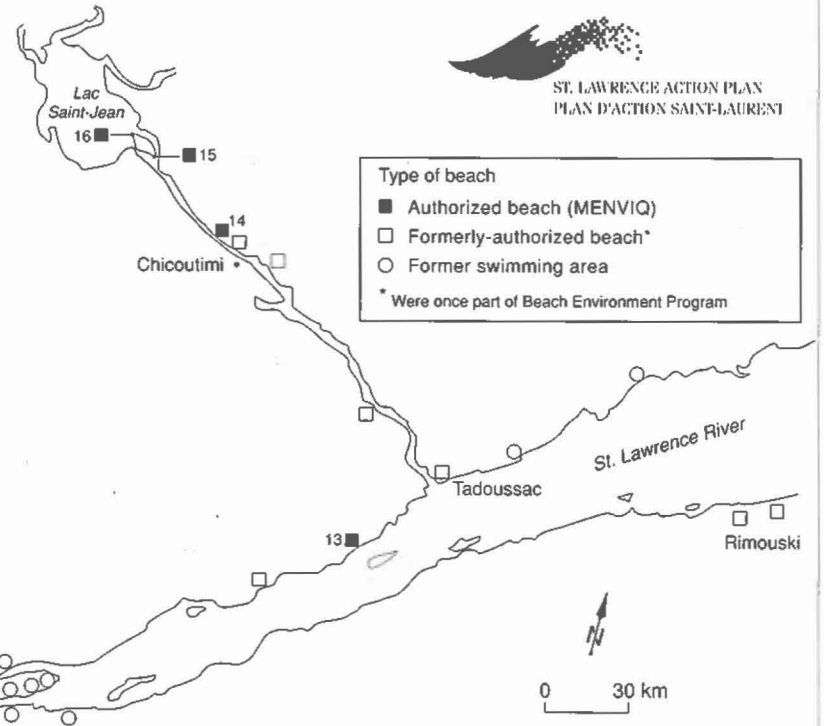 ST. LAWRENCE ACTION PLAN
PLAN D'ACTION SAINT-LAURENT
Lac
Saint-Jean
16
15
14
Chicoutimi
Type of beach
Authorized beach (MENVIQ)
Formerly-authorized beach*
Former swimming area
* Were once part of Beach Environment Program
St. Lawrence River
Tadoussac
13
Rimouski
N
0 30 km